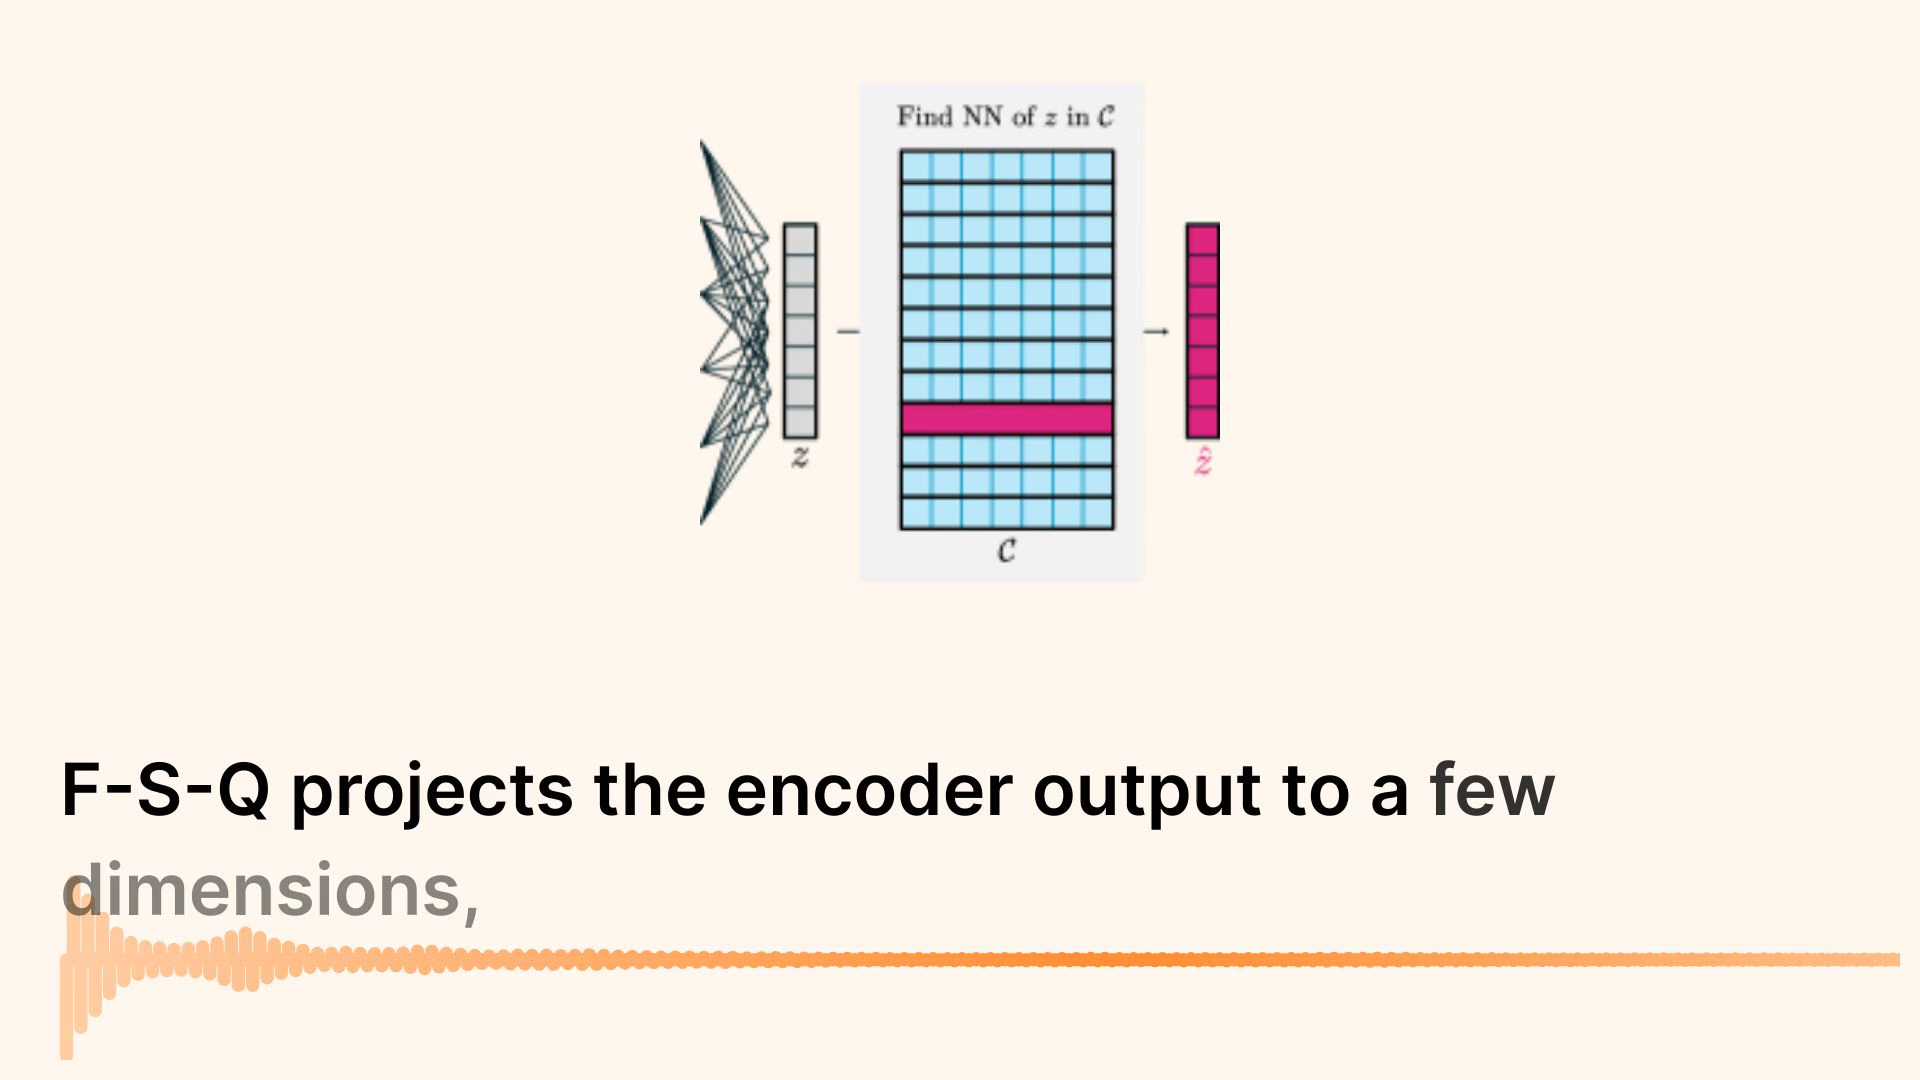 Find NN of z in C
z
ẑ
C
F-S-Q projects the encoder output to a few
dimensions,